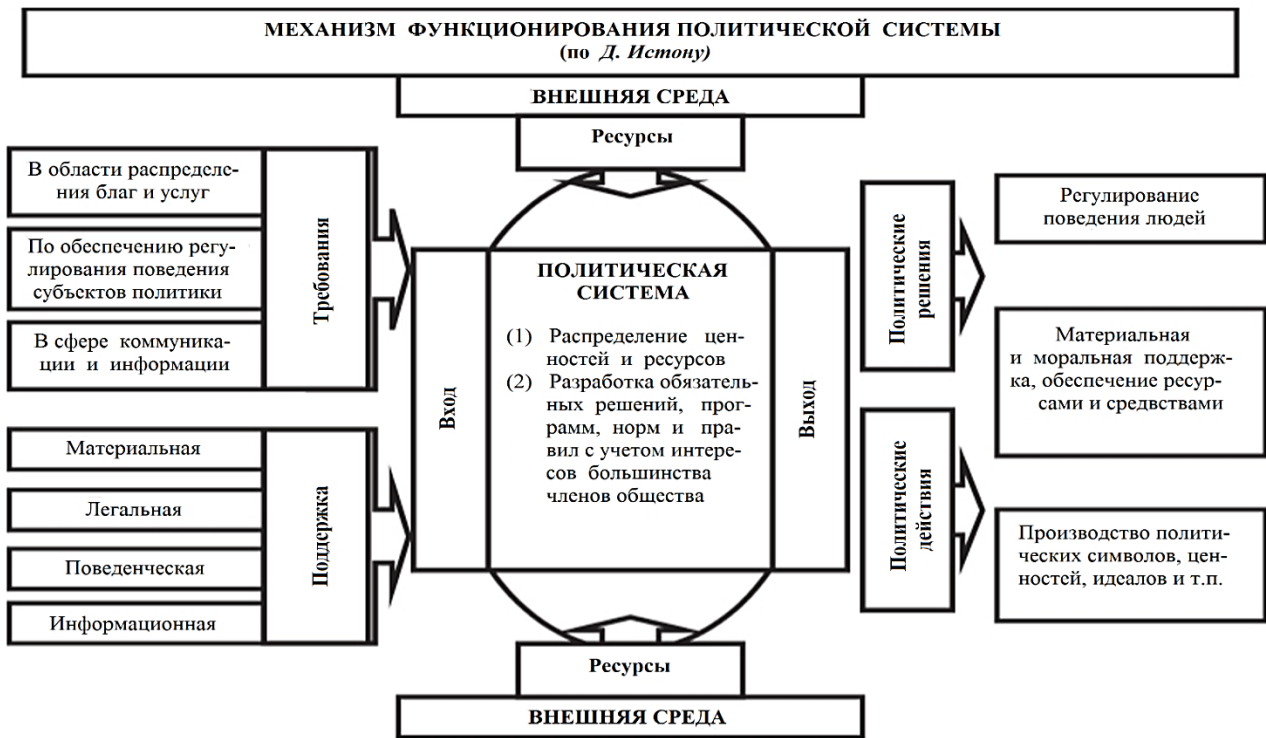 МЕХАНИЗМ ФУНКЦИОНИРОВАНИЯ ПОЛИТИЧЕСКОЙ СИСТЕМЫ
(по Д. Истону)
ВНЕШНЯЯ СРЕДА
Ресурсы
В области распределе-
ния благ и услуг
По обеспечению регу-
лирования поведения
субъектов политики
В сфере коммуника-
ции и информации
Требования
Материальная
Легальная
Поведенческая
Информационная
Поддержка
Вход
ПОЛИТИЧЕСКАЯ
СИСТЕМА
(1) Распределение цен-
ностей и ресурсов
(2) Разработка обязатель-
ных решений, прог-
рамм, норм и пра-
вил с учетом интере-
сов большинства
членов общества
Выход
Политические
решения
Политические
действия
Регулирование
поведения людей
Материальная
и моральная поддерж-
ка, обеспечение ресур-
сами и средвствами
Производство полити-
ческих символов, цен-
ностей, идеалов и т.п.
Ресурсы
ВНЕШНЯЯ СРЕДА